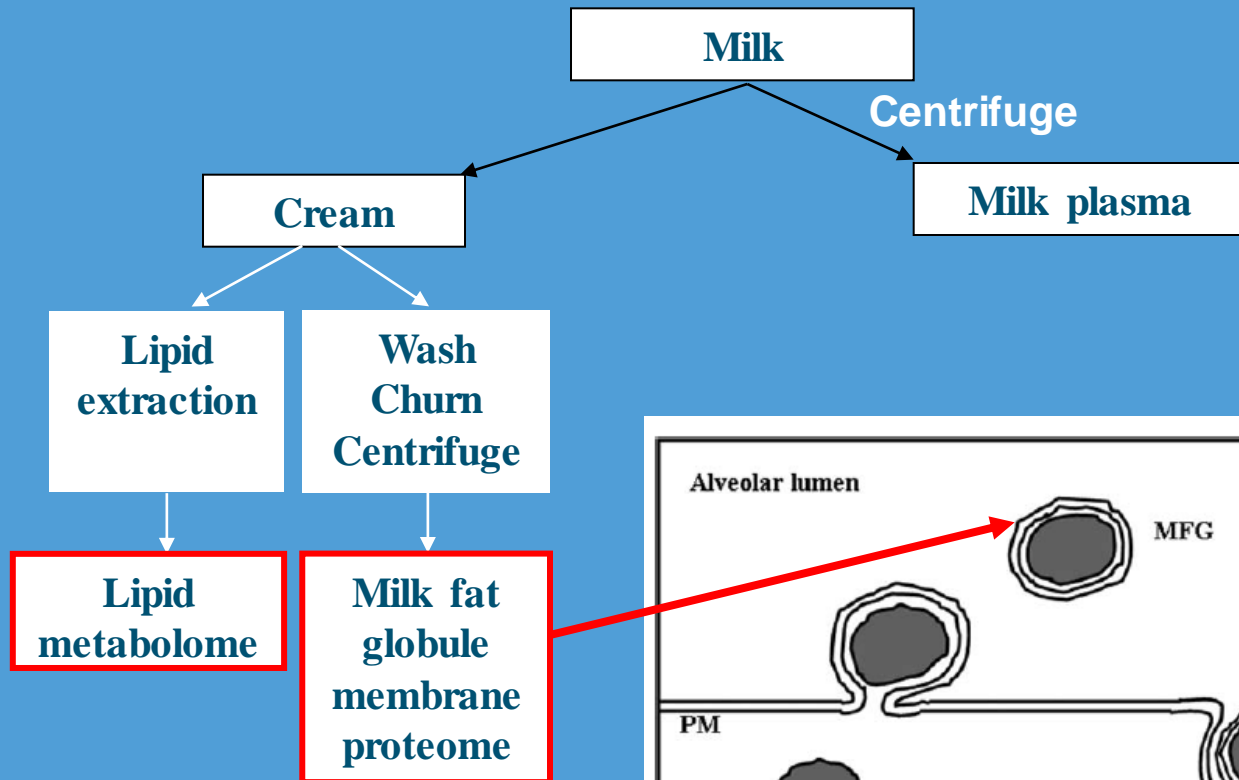 Milk
Centrifuge
Cream
Milk plasma
Lipid
extraction
Wash
Churn
Centrifuge
Lipid
metabolome
Milk fat
globule
membrane
proteome
Alveolar lumen
MFG
PM